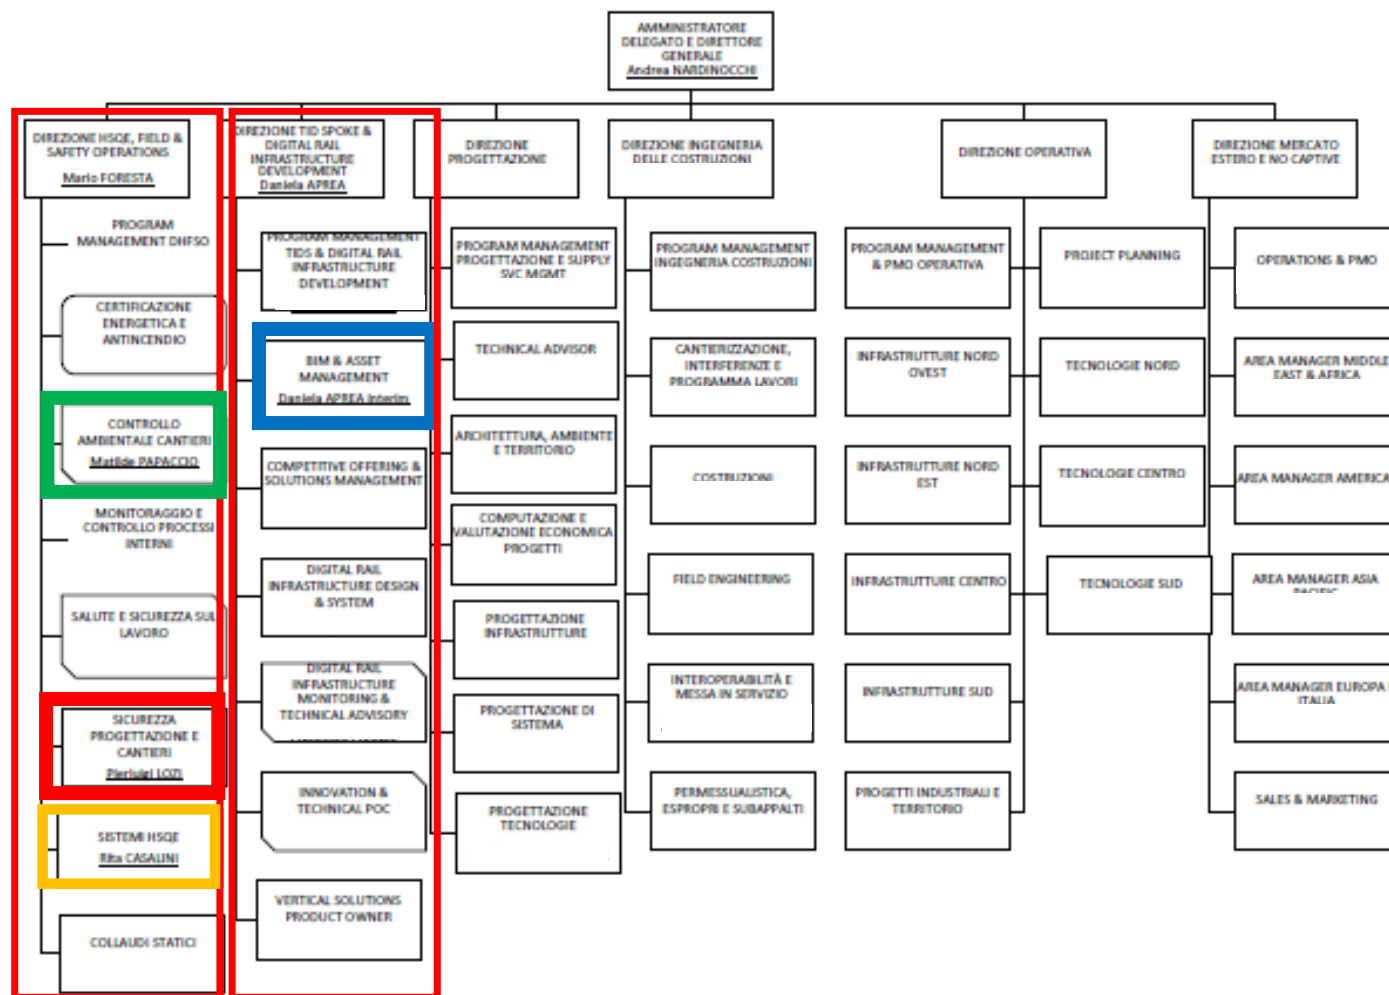 AMMINISTRATORE
DELEGATO E DIRETTORE
GENERALE
Andrea NARDINOCCHI
DIREZIONE HSQE, FIELD &
SAFETY OPERATIONS
Mario FORESTA
PROGRAM
MANAGEMENT DHFSO
CERTIFICAZIONE
ENERGETICA E
ANTINCENDIO
CONTROLLO
AMBIENTALE CANTIERI
Matilde PAPACCIO
MONITORAGGIO E
CONTROLLO PROCESSI
INTERNI
SALUTE E SICUREZZA SUL
LAVORO
SICUREZZA
PROGETTAZIONE E
CANTIERI
Pierluigi LOZI
SISTEMI HSQE
Rita CASALINI
COLLAUDI STATICI
DIREZIONE TID SPOKE &
DIGITAL RAIL
INFRASTRUCTURE
DEVELOPMENT
Daniela APREA
PROGRAM MANAGEMENT
TIDS & DIGITAL RAIL
INFRASTRUCTURE
DEVELOPMENT
BIM & ASSET
MANAGEMENT
Daniela APREA Interim
COMPETITIVE OFFERING &
SOLUTIONS MANAGEMENT
DIGITAL RAIL
INFRASTRUCTURE DESIGN
& SYSTEM
DIGITAL RAIL
INFRASTRUCTURE
MONITORING &
TECHNICAL ADVISORY
INNOVATION &
TECHNICAL POC
VERTICAL SOLUTIONS
PRODUCT OWNER
DIREZIONE
PROGETTAZIONE
PROGRAM MANAGEMENT
PROGETTAZIONE E SUPPLY
SVC MGMT
TECHNICAL ADVISOR
ARCHITETTURA, AMBIENTE
E TERRITORIO
COMPUTAZIONE E
VALUTAZIONE ECONOMICA
PROGETTI
PROGETTAZIONE
INFRASTRUTTURE
PROGETTAZIONE DI
SISTEMA
PROGETTAZIONE
TECNOLOGIE
DIREZIONE INGEGNERIA
DELLE COSTRUZIONI
PROGRAM MANAGEMENT
INGEGNERIA COSTRUZIONI
CANTIERIZZAZIONE,
INTERFERENZE E
PROGRAMMA LAVORI
COSTRUZIONI
FIELD ENGINEERING
INTEROPERABILITÀ E
MESSA IN SERVIZIO
PERMESSUALISTICA,
ESPROPRI E SUBAPPALTI
DIREZIONE OPERATIVA
PROGRAM MANAGEMENT
& PMO OPERATIVA
INFRASTRUTTURE NORD
OVEST
INFRASTRUTTURE NORD
EST
INFRASTRUTTURE CENTRO
INFRASTRUTTURE SUD
PROGETTI INDUSTRIALI E
TERRITORIO
PROJECT PLANNING
TECNOLOGIE NORD
TECNOLOGIE CENTRO
TECNOLOGIE SUD
DIREZIONE MERCATO
ESTERO E NO CAPTIVE
OPERATIONS & PMO
AREA MANAGER MIDDLE
EAST & AFRICA
AREA MANAGER AMERICA
AREA MANAGER ASIA
PACIFIC
AREA MANAGER EUROPA
ITALIA
SALES & MARKETING